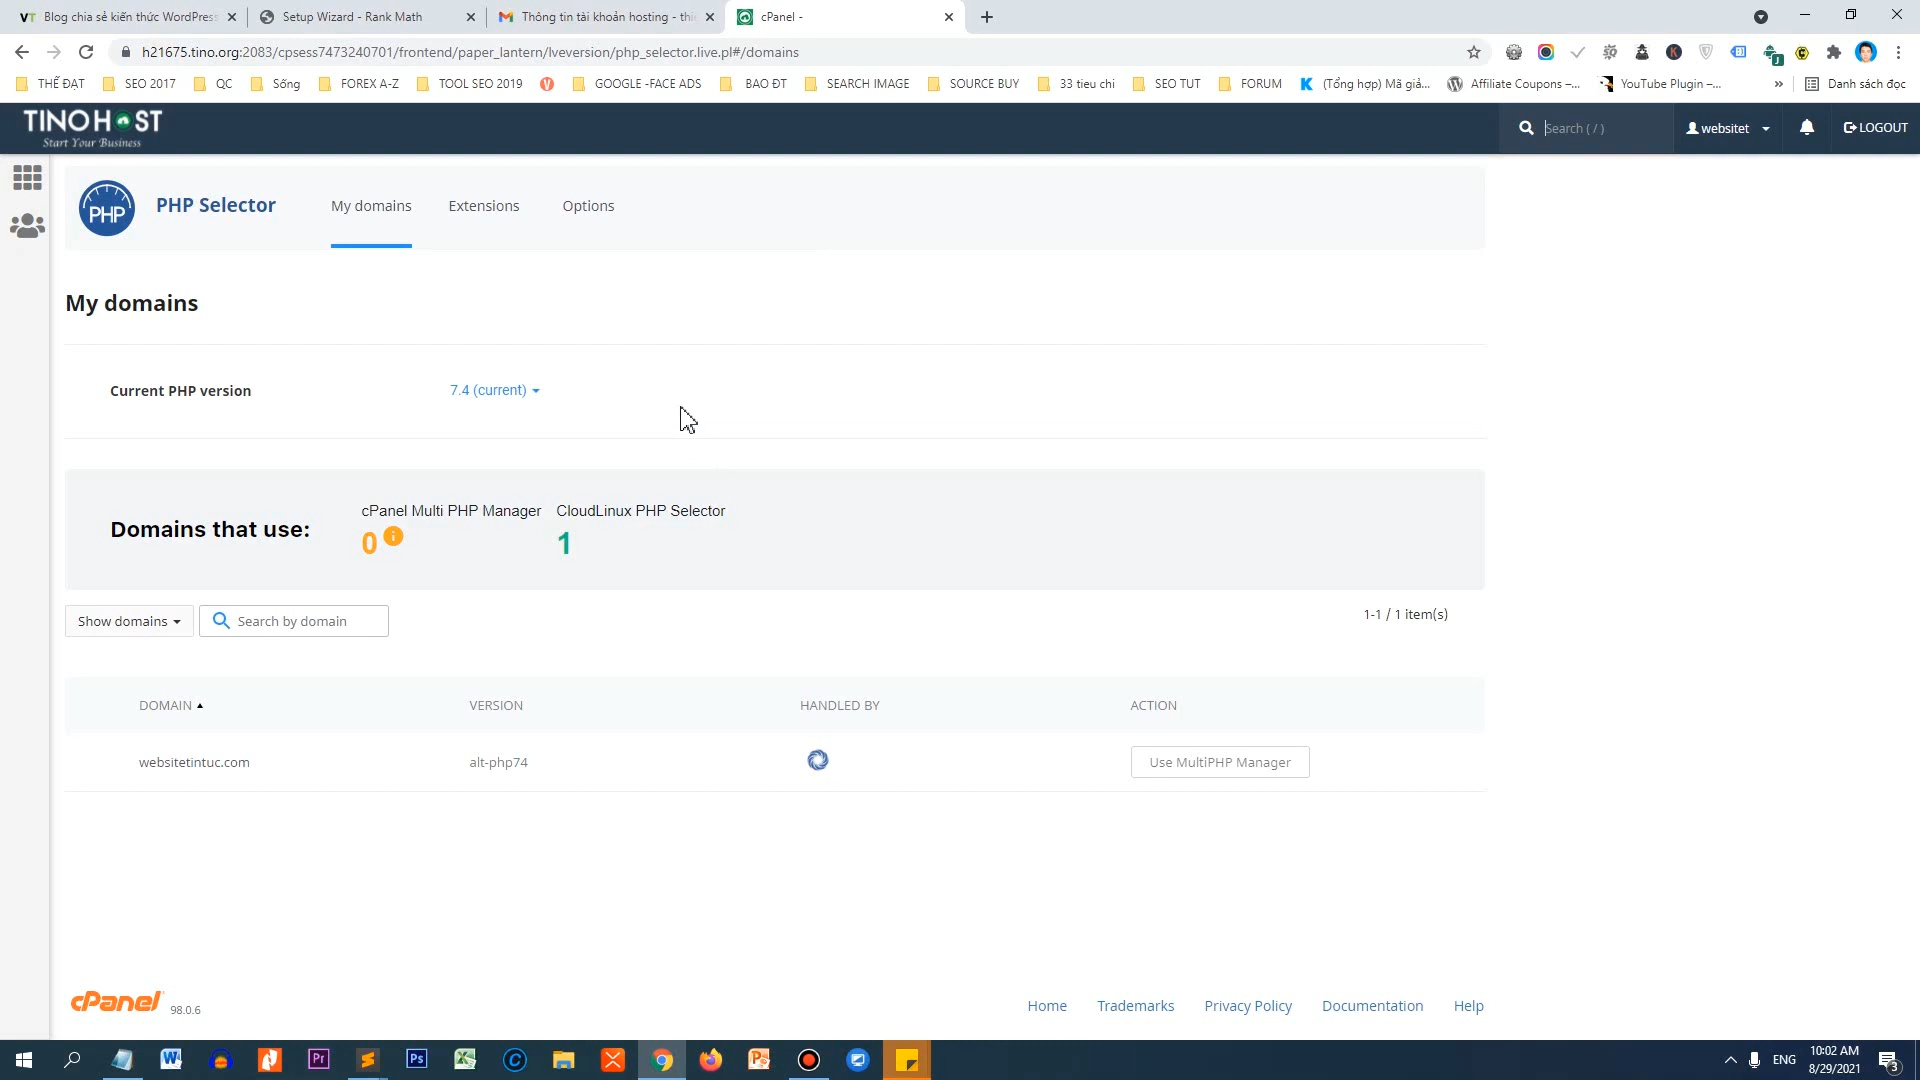 Blog chia sẻ kiến thức WordPress
Setup Wizard - Rank Math
Thông tin tài khoản hosting - thi
cPanel -
h21675.tino.org:2083/cpsess7473240701/frontend/paper_lantern/lveversion/php_selector.live.pl#/domains
THẾ ĐẠT
SEO 2017
QC
Sống
FOREX A-Z
TOOL SEO 2019
GOOGLE -FACE ADS
BAO ĐT
SEARCH IMAGE
SOURCE BUY
33 tieu chi
SEO TUT
FORUM
(Tổng hợp) Mã giả...
Affiliate Coupons –...
YouTube Plugin –...
»
Danh sách đọc
TINOHOST
Start Your Business
Search ( / )
websitet
LOGOUT
PHP
PHP Selector
My domains
Extensions
Options
My domains
Current PHP version
7.4 (current)
Domains that use:
cPanel Multi PHP Manager
0
CloudLinux PHP Selector
1
Show domains
Search by domain
1-1 / 1 item(s)
DOMAIN
VERSION
HANDLED BY
ACTION
websitetintuc.com
alt-php74
Use MultiPHP Manager
cPanel
98.0.6
Home
Trademarks
Privacy Policy
Documentation
Help
ENG
10:02 AM
8/29/2021
3